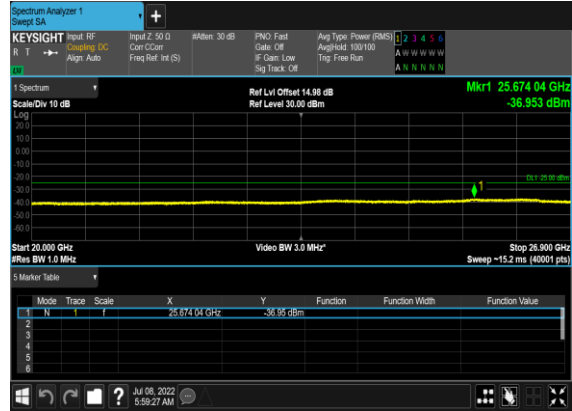 Spectrum Analyzer 1
Swept SA
+
KEYSIGHT Input: RF Input Z: 50 Ω #Atten: 30 dB PNO: Fast Avg Type: Power (RMS) 1 2 3 4 5 6
R T Coupling: DC Corr CCorr Gate: Off Avg|Hold: 100/100 A W W W W W
Align: Auto Freq Ref: Int (S) IF Gain: Low Trig: Free Run
LW Sig Track: Off A N N N N N
1 Spectrum Ref Lvl Offset 14.98 dB Mkr1 25.674 04 GHz
Scale/Div 10 dB Ref Level 30.00 dBm -36.953 dBm
Log
20.0
10.0
0.00
-10.0
-20.0 DL1 -25.00 dBm
-30.0 1
-40.0
-50.0
-60.0
Start 20.000 GHz Video BW 3.0 MHz* Stop 26.900 GHz
#Res BW 1.0 MHz Sweep ~15.2 ms (40001 pts)
5 Marker Table
Mode Trace Scale X Y Function Function Width Function Value
1 N 1 f 25.674 04 GHz -36.95 dBm
2
3
4
5
6
? Jul 08, 2022
5:59:27 AM